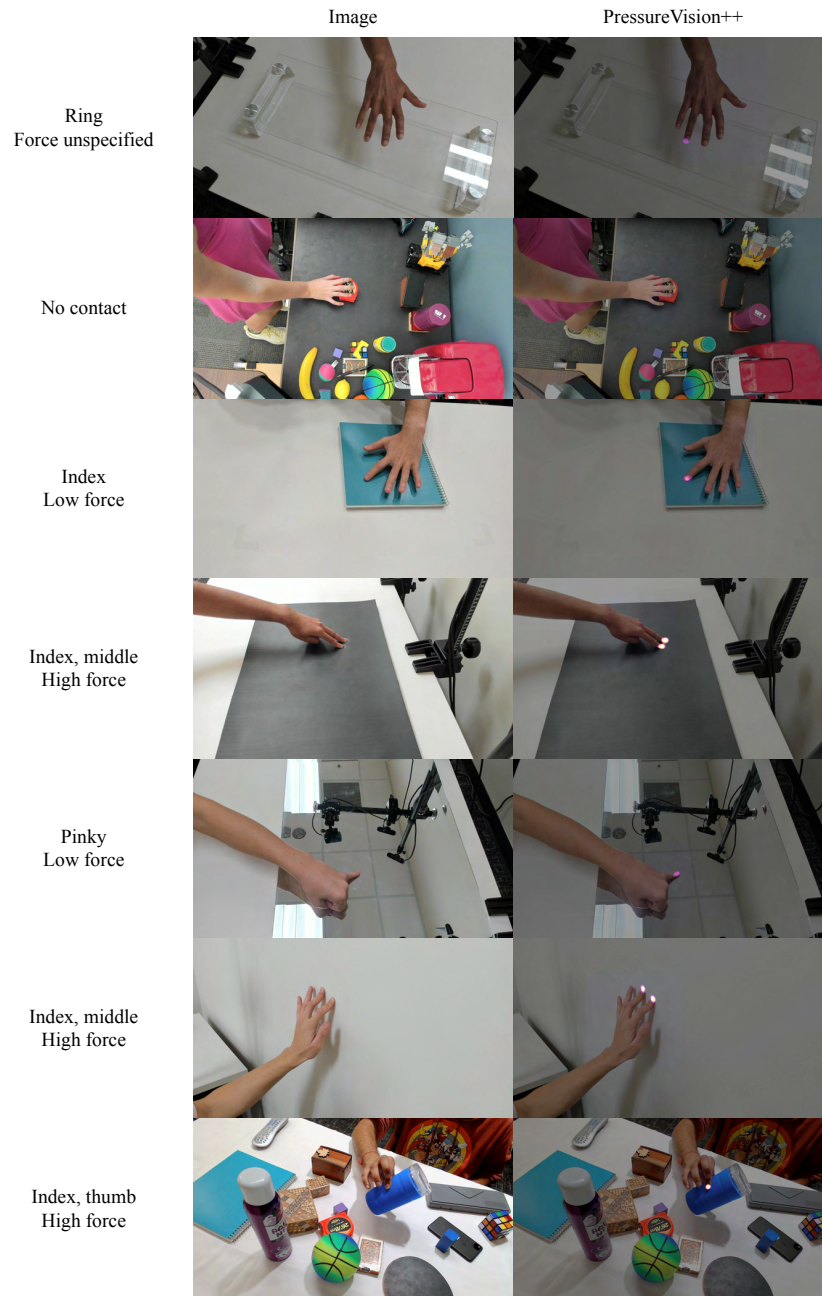 Image
PressureVision++
Ring
Force unspecified
No contact
Index
Low force
Index, middle
High force
Pinky
Low force
Index, middle
High force
Index, thumb
High force